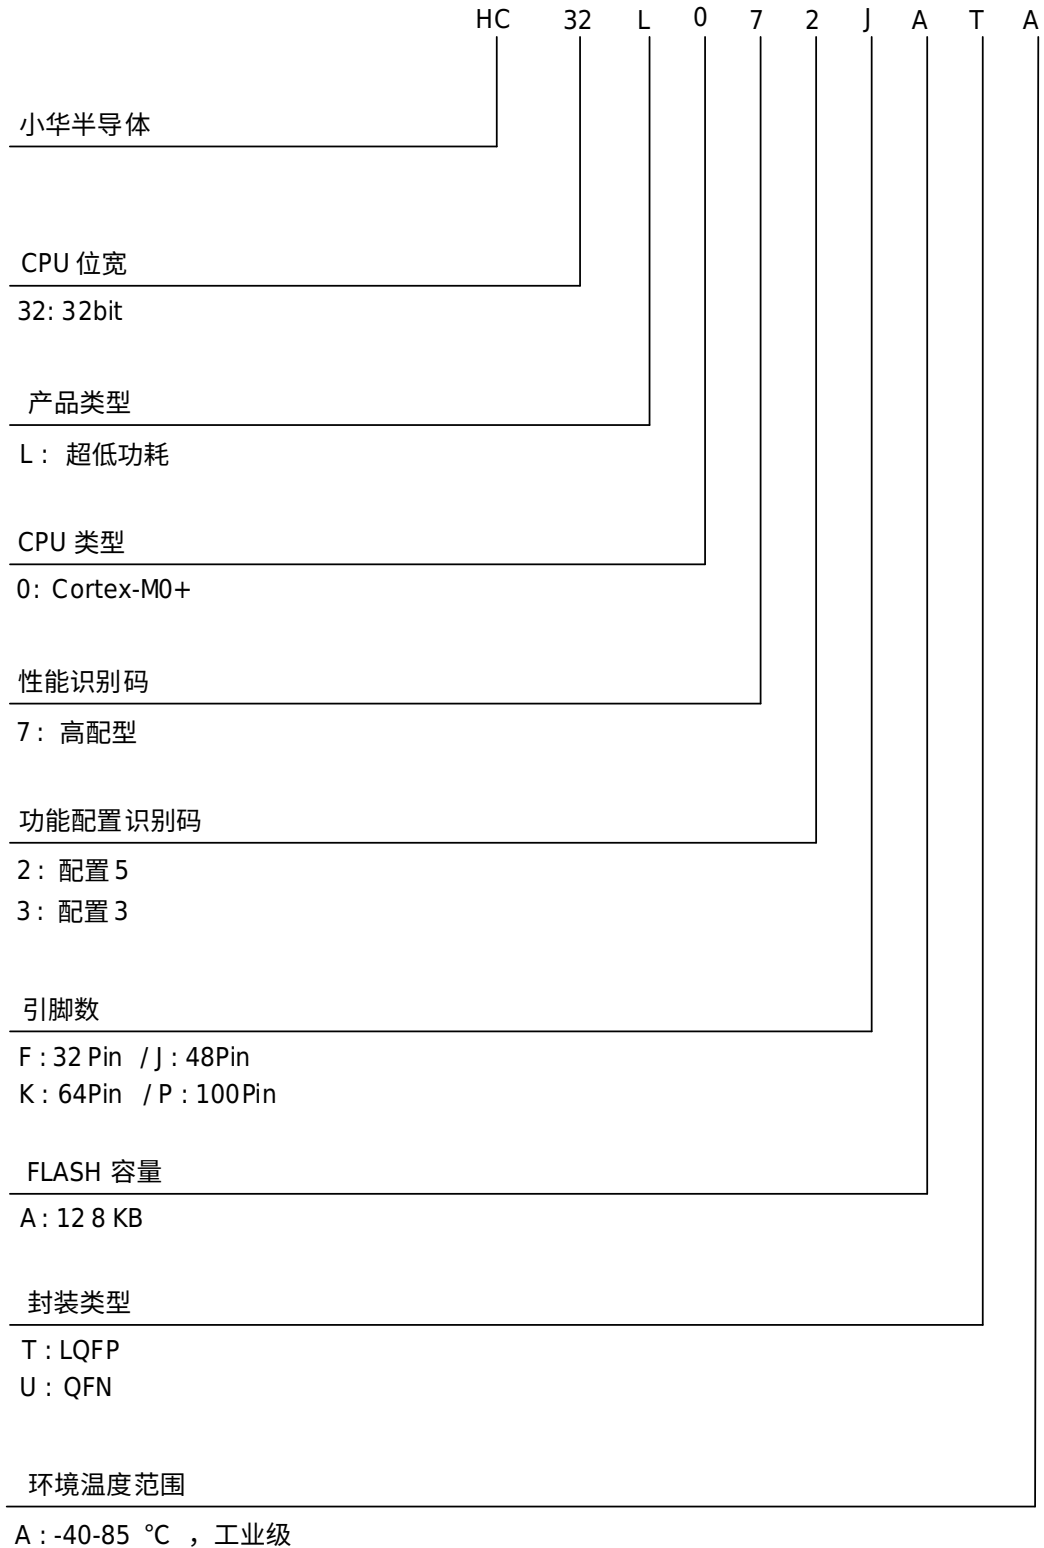 HC 32 L 0 7 2 J A T A
小华半导体
CPU 位宽
32: 32bit
产品类型
L : 超低功耗
CPU 类型
0: Cortex-M0+
性能识别码
7 : 高配型
功能配置识别码
2 : 配置 5
3 : 配置 3
引脚数
F : 32 Pin / J : 48Pin
K : 64Pin / P : 100Pin
FLASH 容量
A : 12 8 KB
封装类型
T : LQFP
U : QFN
环境温度范围
A : -40-85 °C ，工业级